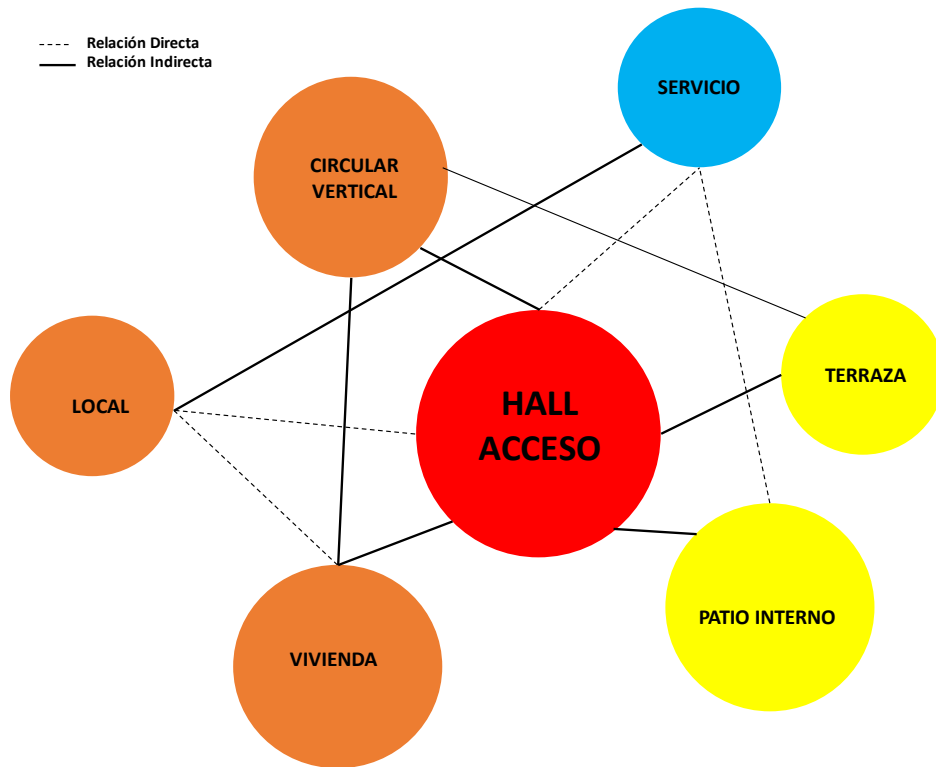 Relación Directa
Relación Indirecta
SERVICIO
CIRCULAR
VERTICAL
TERRAZA
LOCAL
HALL
ACCESO
PATIO INTERNO
VIVIENDA